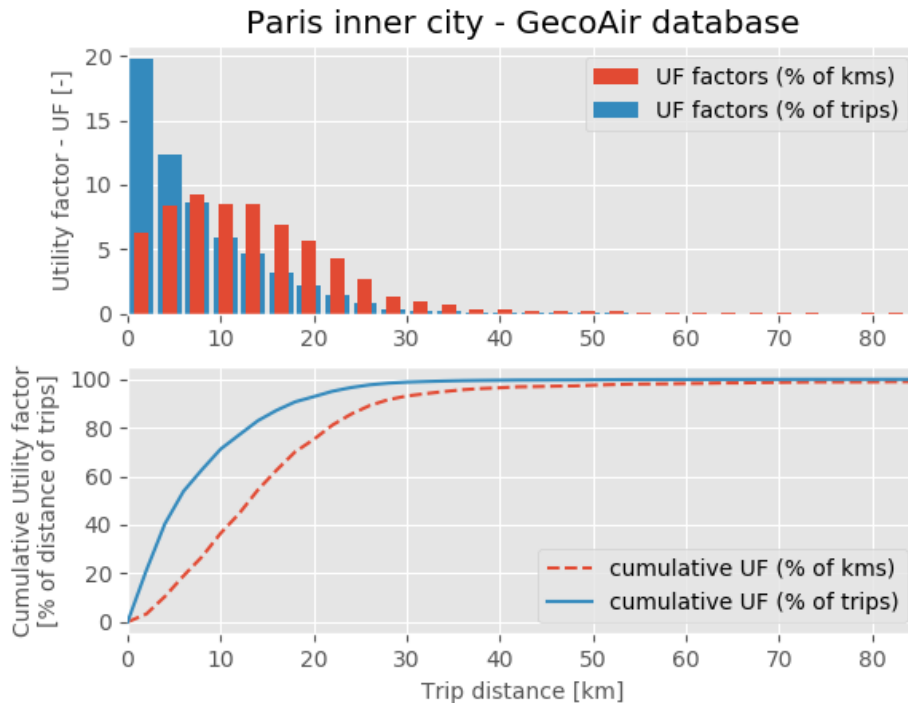 Paris inner city - GecoAir database
Utility factor - UF [-]
20
15
10
5
0
UF factors (% of kms)
UF factors (% of trips)
0 10 20 30 40 50 60 70 80
Cumulative Utility factor
[% of distance of trips]
100
80
60
40
20
0
cumulative UF (% of kms)
cumulative UF (% of trips)
0 10 20 30 40 50 60 70 80
Trip distance [km]